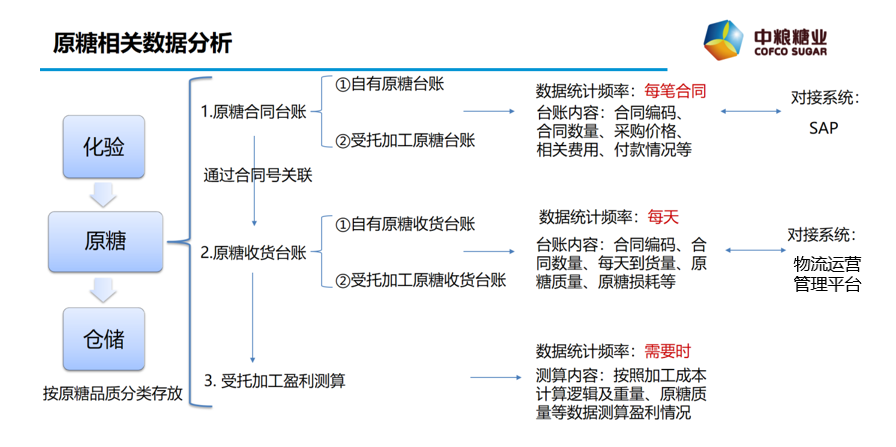 原糖相关数据分析
中粮糖业
COFCO SUGAR
化验
原糖
仓储
按原糖品质分类存放
1.原糖合同台账
①自有原糖台账
②受托加工原糖台账
数据统计频率：每笔合同
台账内容：合同编码、
合同数量、采购价格、
相关费用、付款情况等
对接系统：
SAP
通过合同号关联
2.原糖收货台账
①自有原糖收货台账
②受托加工原糖收货台账
数据统计频率：每天
台账内容：合同编码、合
同数量、每天到货量、原
糖质量、原糖损耗等
对接系统：
物流运营
管理平台
3. 受托加工盈利测算
数据统计频率：需要时
测算内容：按照加工成本
计算逻辑及重量、原糖质
量等数据测算盈利情况